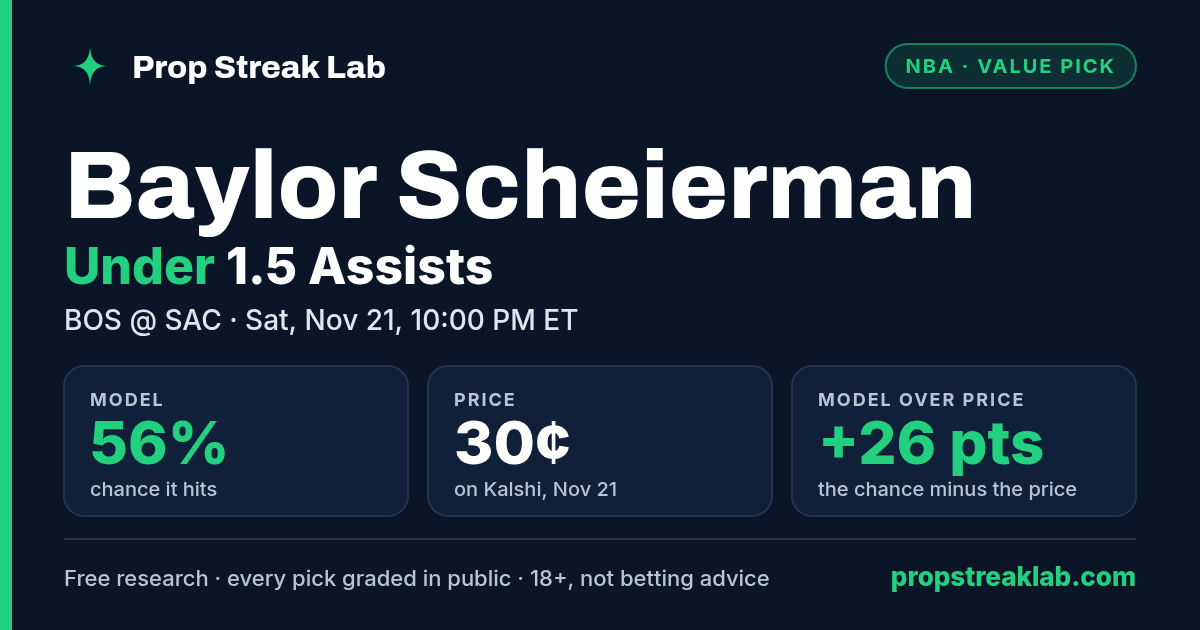 Prop Streak Lab
NBA · VALUE PICK
Baylor Scheierman
Under 1.5 Assists
BOS @ SAC · Sat, Nov 21, 10:00 PM ET
MODEL
56%
chance it hits
PRICE
30¢
on Kalshi, Nov 21
MODEL OVER PRICE
+26 pts
the chance minus the price
Free research · every pick graded in public · 18+, not betting advice
propstreaklab.com